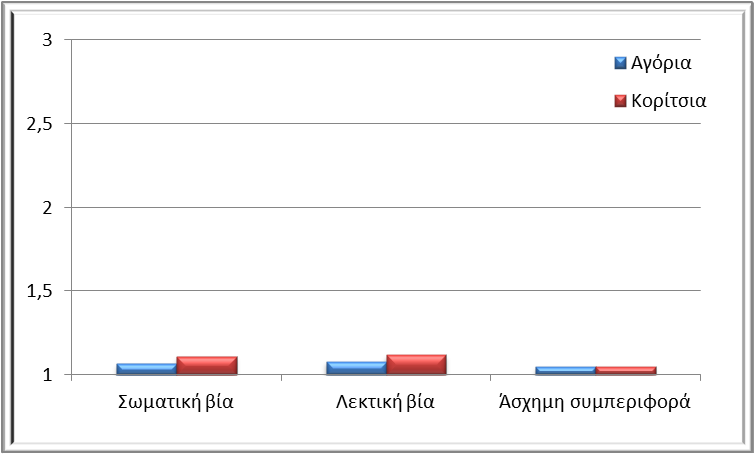 3
2,5
2
1,5
1
Αγόρια
Κορίτσια
Σωματική βία
Λεκτική βία
Άσχημη συμπεριφορά